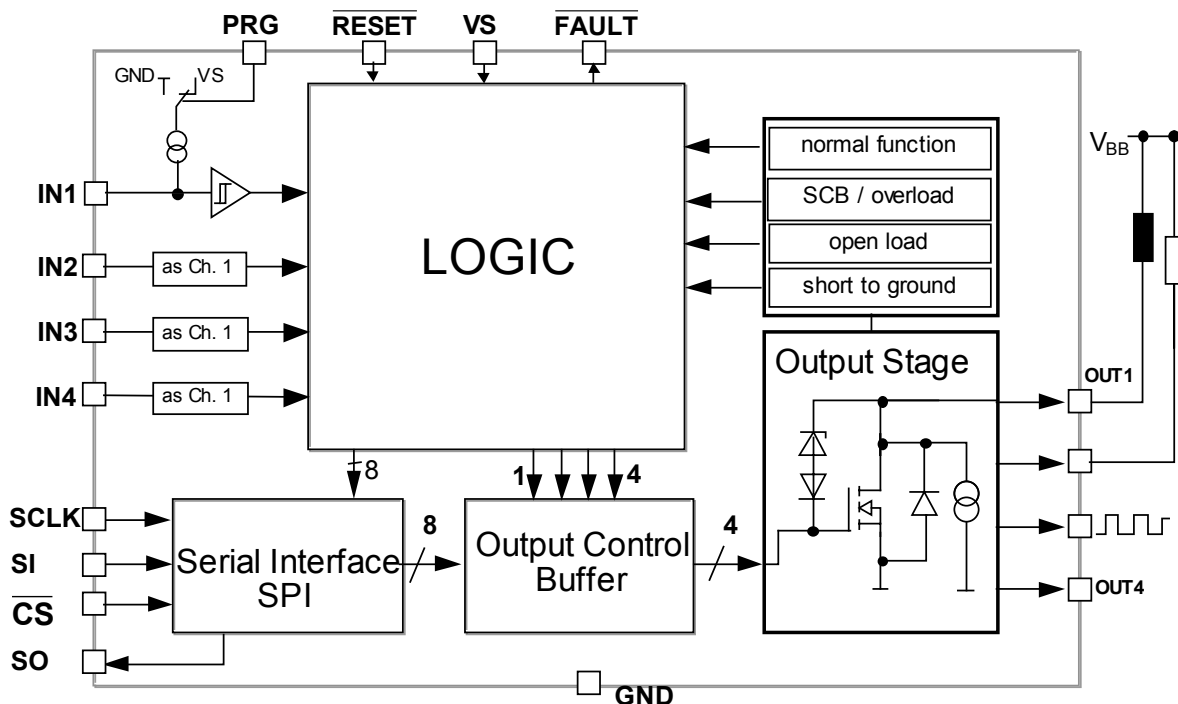 PRG
RESET
VS
FAULT
GND
VS
normal function
SCB / overload
open load
short to ground
V_BB
IN1
LOGIC
IN2
as Ch. 1
IN3
as Ch. 1
IN4
as Ch. 1
Output Stage
OUT1
8
1
4
SCLK
SI
CS
SO
Serial Interface
SPI
8
Output Control
Buffer
4
OUT4
GND